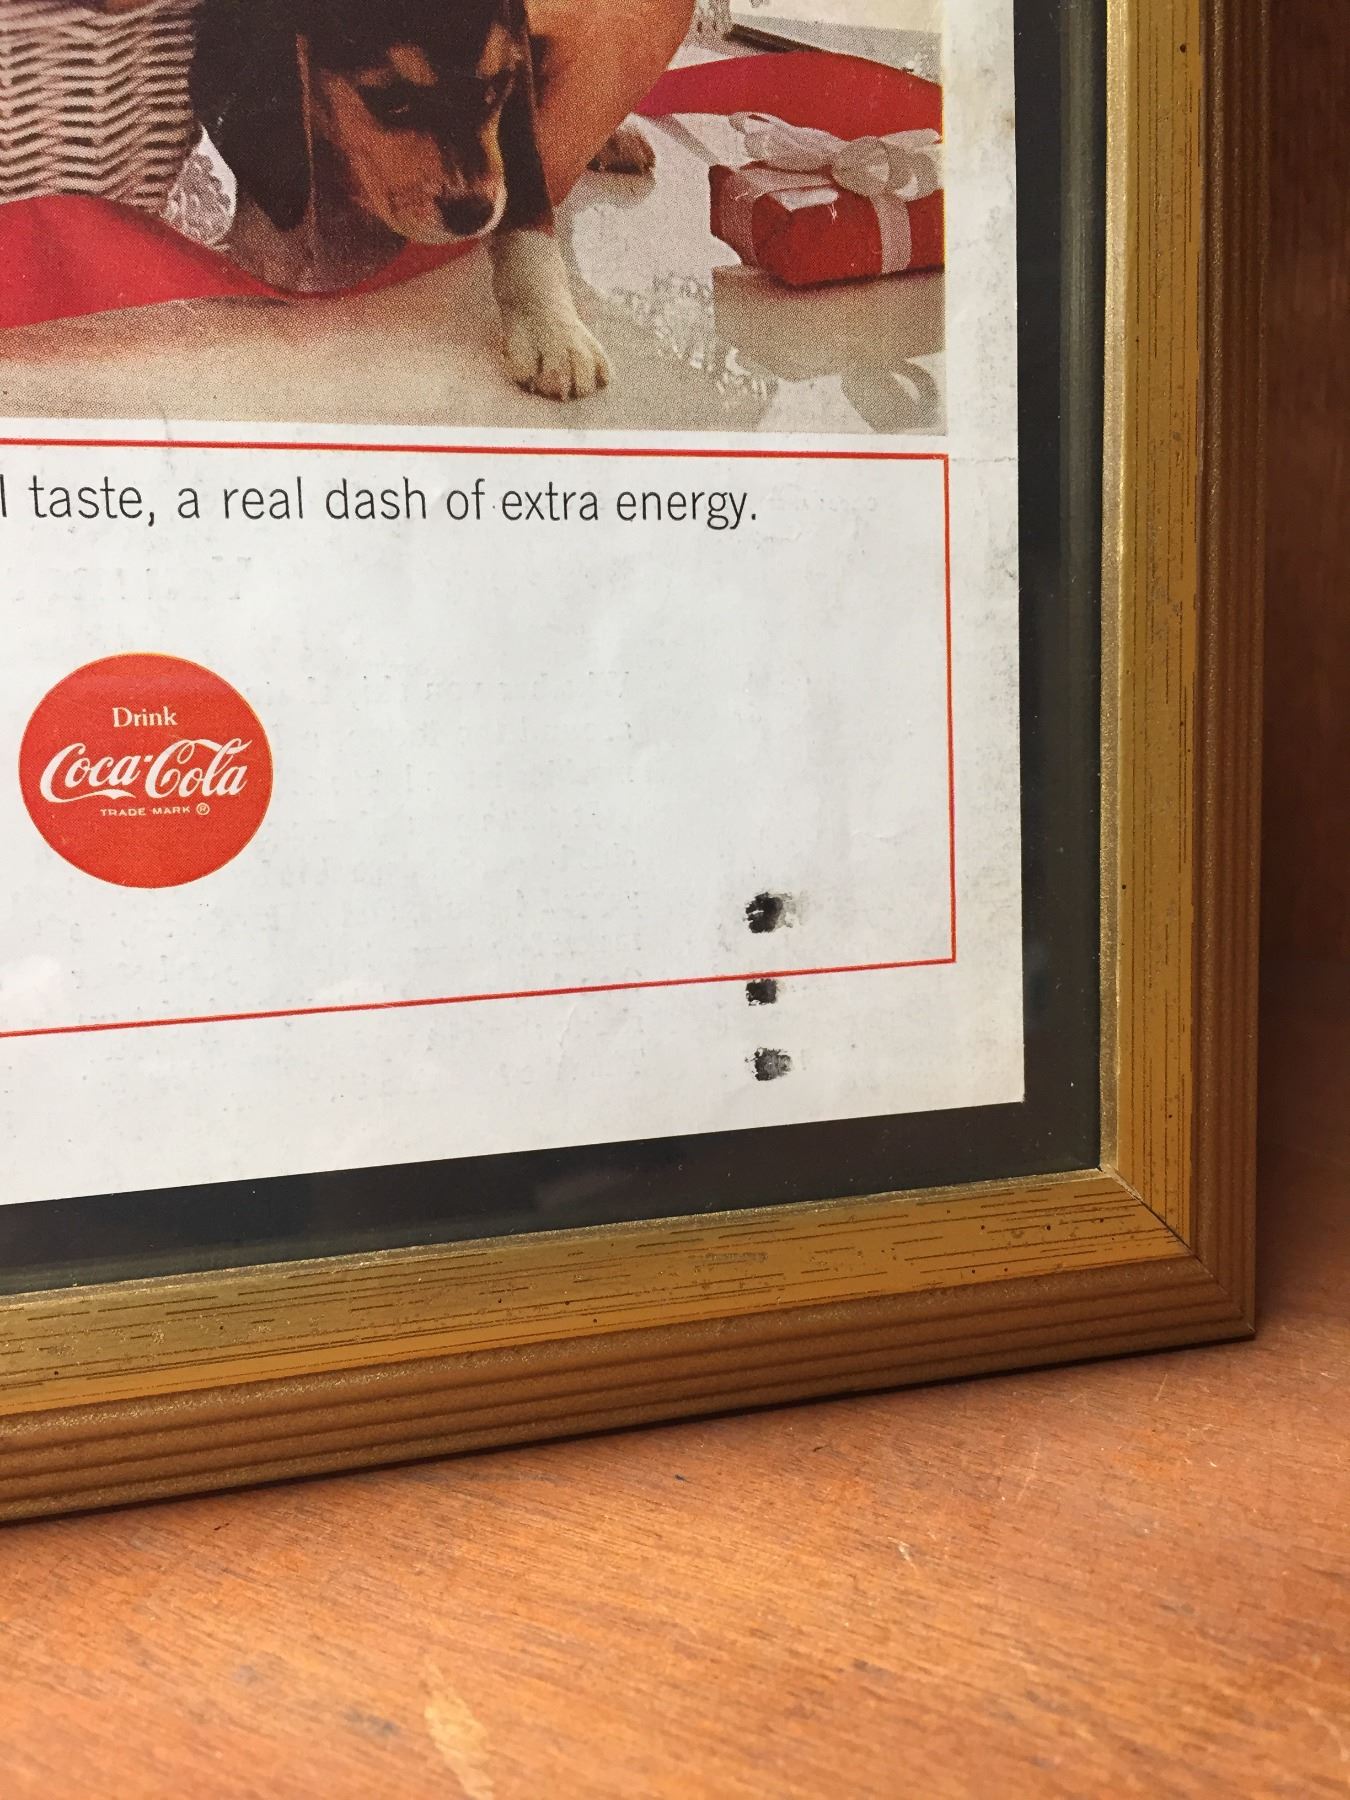 taste, a real dash of extra energy.
Drink
Coca-Cola
TRADE MARK ®